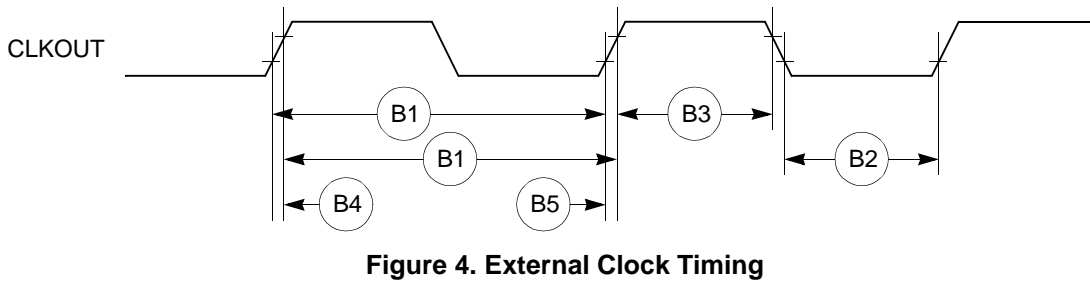 CLKOUT
B1
B3
B1
B2
B4
B5
Figure 4. External Clock Timing